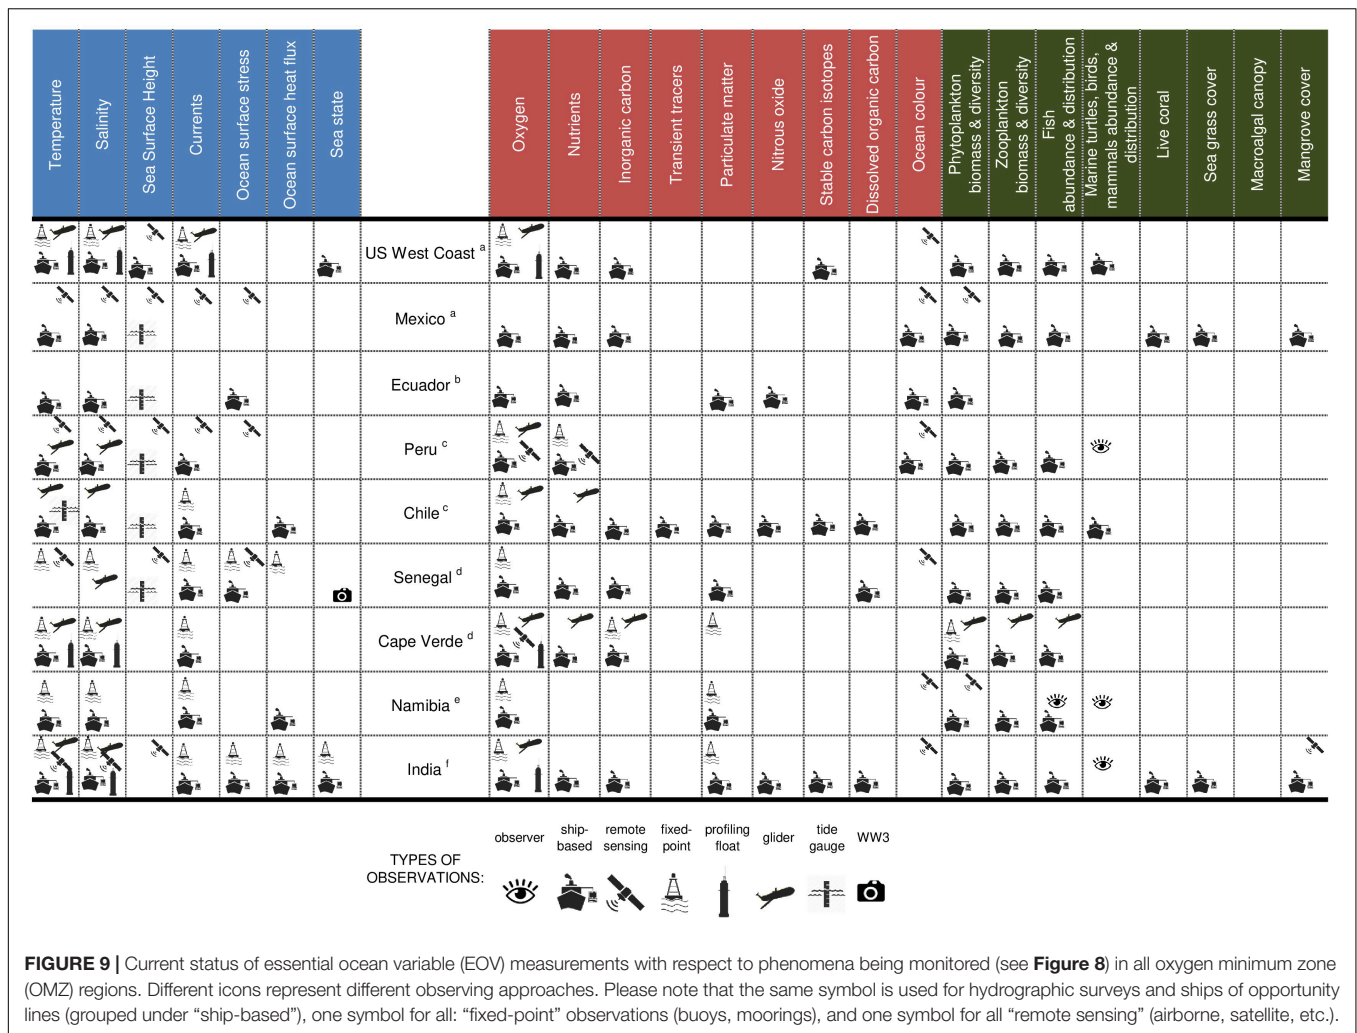 Temperature
Salinity
Sea Surface Height
Currents
Ocean surface stress
Ocean surface heat flux
Sea state
Oxygen
Nutrients
Inorganic carbon
Transient tracers
Particulate matter
Nitrous oxide
Stable carbon isotopes
Dissolved organic carbon
Ocean colour
Phytoplankton
biomass & diversity
Zooplankton
biomass & diversity
Fish
abundance & distribution
Marine turtles, birds,
mammals abundance &
distribution
Live coral
Sea grass cover
Macroalgal canopy
Mangrove cover
US West Coast a
Mexico a
Ecuador b
Peru c
Chile c
Senegal d
Cape Verde d
Namibia e
India f
TYPES OF
OBSERVATIONS:
observer
ship-
based
remote
sensing
fixed-
point
profiling
float
glider
tide
gauge
WW3
FIGURE 9 | Current status of essential ocean variable (EOV) measurements with respect to phenomena being monitored (see Figure 8) in all oxygen minimum zone
(OMZ) regions. Different icons represent different observing approaches. Please note that the same symbol is used for hydrographic surveys and ships of opportunity
lines (grouped under “ship-based”), one symbol for all: “fixed-point” observations (buoys, moorings), and one symbol for all “remote sensing” (airborne, satellite, etc.).